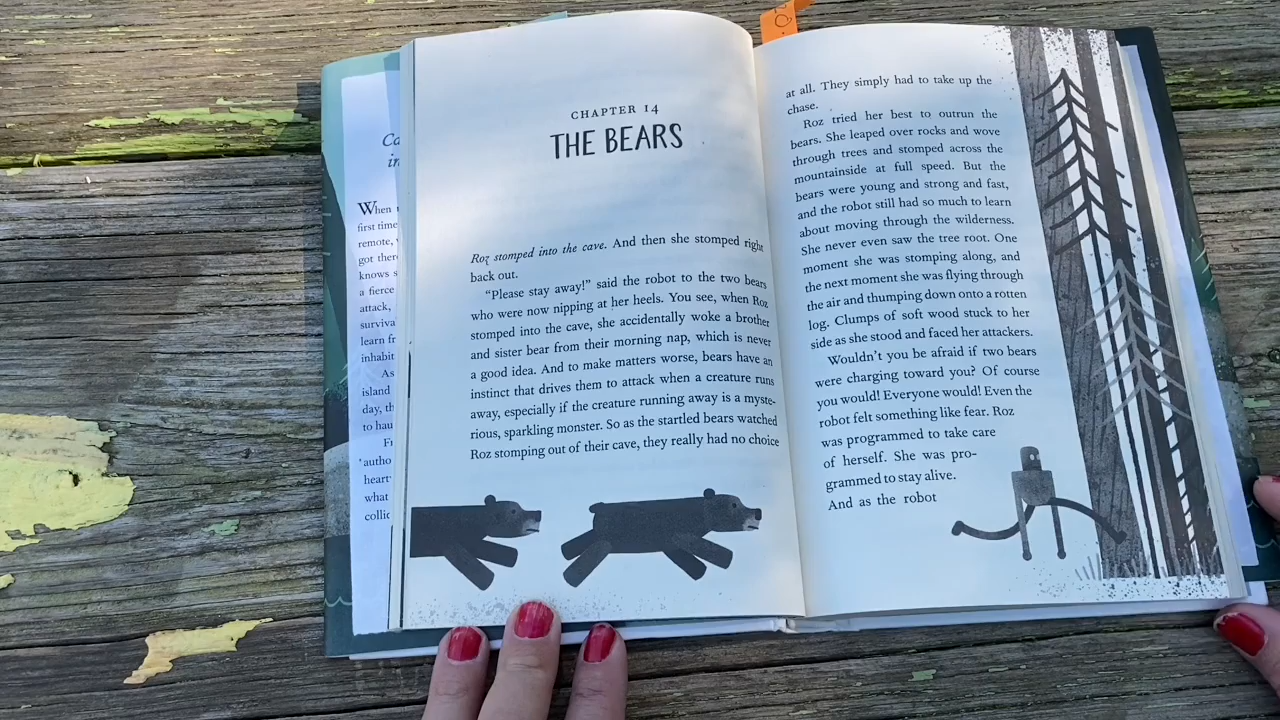 Ca
in
When
first time
remote,
got there
knows s
a fierce
attack,
surviva
learn fr
inhabit
As
island
day, th
to hau
Fr
autho
heart
what
collic
CHAPTER 14
THE BEARS
Roz stomped into the cave. And then she stomped right
back out.
"Please stay away!" said the robot to the two bears
who were now nipping at her heels. You see, when Roz
stomped into the cave, she accidentally woke a brother
and sister bear from their morning nap, which is never
a good idea. And to make matters worse, bears have an
instinct that drives them to attack when a creature runs
away, especially if the creature running away is a myste-
rious, sparkling monster. So as the startled bears watched
Roz stomping out of their cave, they really had no choice
at all. They simply had to take up the
chase.
Roz tried her best to outrun the
bears. She leaped over rocks and wove
through trees and stomped across the
mountainside at full speed. But the
bears were young and strong and fast,
and the robot still had so much to learn
about moving through the wilderness.
She never even saw the tree root. One
moment she was stomping along, and
the next moment she was flying through
the air and thumping down onto a rotten
log. Clumps of soft wood stuck to her
side as she stood and faced her attackers.
Wouldn't you be afraid if two bears
were charging toward you? Of course
you would! Everyone would! Even the
robot felt something like fear. Roz
was programmed to take care
of herself. She was pro-
grammed to stay alive.
And as the robot